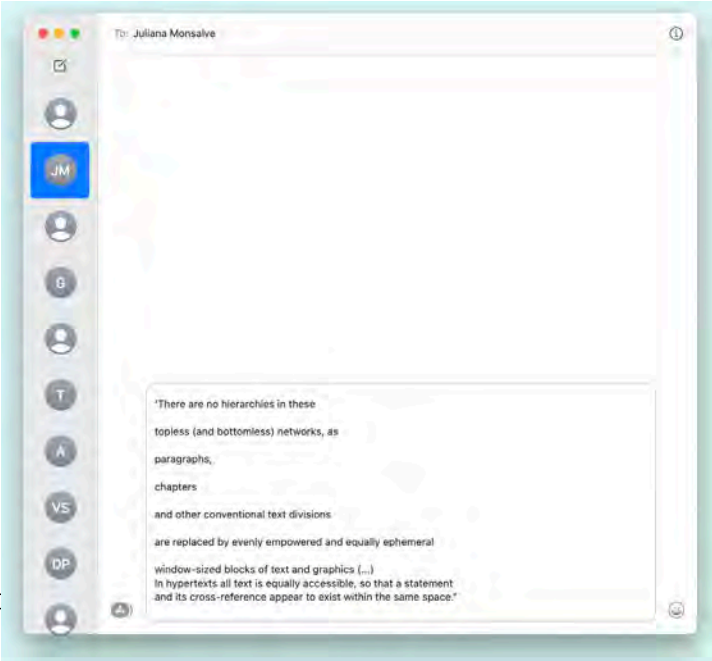 To: Juliana Monsalve
JM
G
T
A
VS
DP
"There are no hierarchies in these
topless (and bottomless) networks, as
paragraphs,
chapters
and other conventional text divisions
are replaced by evenly empowered and equally ephemeral
window-sized blocks of text and graphics (...)
In hypertexts all text is equally accessible, so that a statement
and its cross-reference appear to exist within the same space."